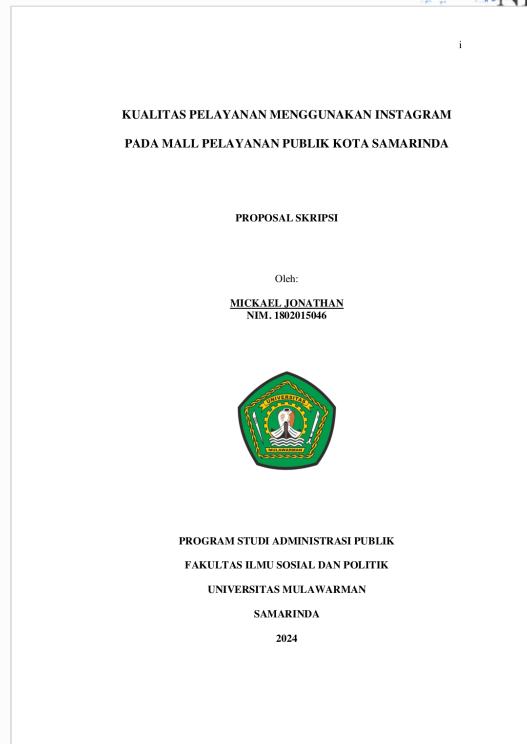 i
KUALITAS PELAYANAN MENGGUNAKAN INSTAGRAM
PADA MALL PELAYANAN PUBLIK KOTA SAMARINDA
PROPOSAL SKRIPSI
Oleh:
MICKAEL JONATHAN
NIM. 1802015046
UNIVERSITAS
MULAWARMAN
PROGRAM STUDI ADMINISTRASI PUBLIK
FAKULTAS ILMU SOSIAL DAN POLITIK
UNIVERSITAS MULAWARMAN
SAMARINDA
2024